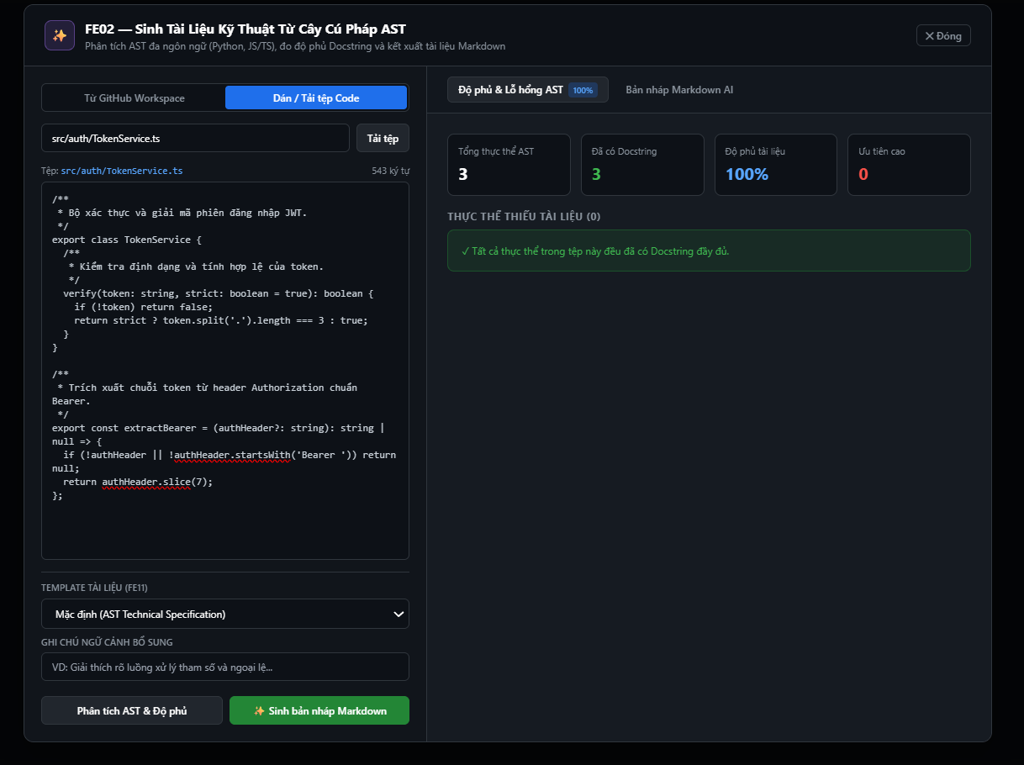 FE02 — Sinh Tài Liệu Kỹ Thuật Từ Cây Cú Pháp AST
Phân tích AST đa ngôn ngữ (Python, JS/TS), đo độ phủ Docstring và kết xuất tài liệu Markdown
✕ Đóng
Từ GitHub Workspace
Dán / Tải tệp Code
src/auth/TokenService.ts
Tải tệp
Tệp: src/auth/TokenService.ts
543 ký tự
/**
 * Bộ xác thực và giải mã phiên đăng nhập JWT.
 */
export class TokenService {
  /**
   * Kiểm tra định dạng và tính hợp lệ của token.
   */
  verify(token: string, strict: boolean = true): boolean {
    if (!token) return false;
    return strict ? token.split('.').length === 3 : true;
  }
}

/**
 * Trích xuất chuỗi token từ header Authorization chuẩn
Bearer.
 */
export const extractBearer = (authHeader?: string): string |
null => {
  if (!authHeader || !authHeader.startsWith('Bearer ')) return
null;
  return authHeader.slice(7);
};
TEMPLATE TÀI LIỆU (FE11)
Mặc định (AST Technical Specification)
GHI CHÚ NGỮ CẢNH BỔ SUNG
VD: Giải thích rõ luồng xử lý tham số và ngoại lệ...
Phân tích AST & Độ phủ
✨ Sinh bản nháp Markdown
Độ phủ & Lỗ hổng AST 100%
Bản nháp Markdown AI
Tổng thực thể AST
3
Đã có Docstring
3
Độ phủ tài liệu
100%
Ưu tiên cao
0
THỰC THỂ THIẾU TÀI LIỆU (0)
✓ Tất cả thực thể trong tệp này đều đã có Docstring đầy đủ.